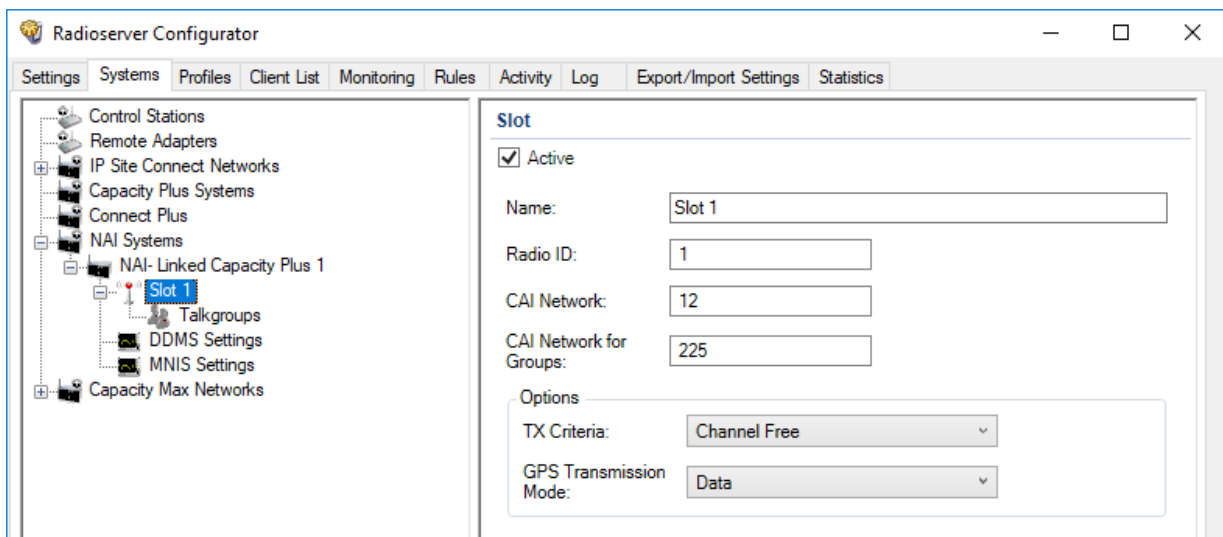 Radioserver Configurator
Settings Systems Profiles Client List Monitoring Rules Activity Log Export/Import Settings Statistics
Control Stations
Remote Adapters
IP Site Connect Networks
Capacity Plus Systems
Connect Plus
NAI Systems
NAI- Linked Capacity Plus 1
Slot 1
Talkgroups
DDMS Settings
MNIS Settings
Capacity Max Networks
Slot
Active
Name: Slot 1
Radio ID: 1
CAI Network: 12
CAI Network for
Groups: 225
Options
TX Criteria: Channel Free
GPS Transmission
Mode: Data